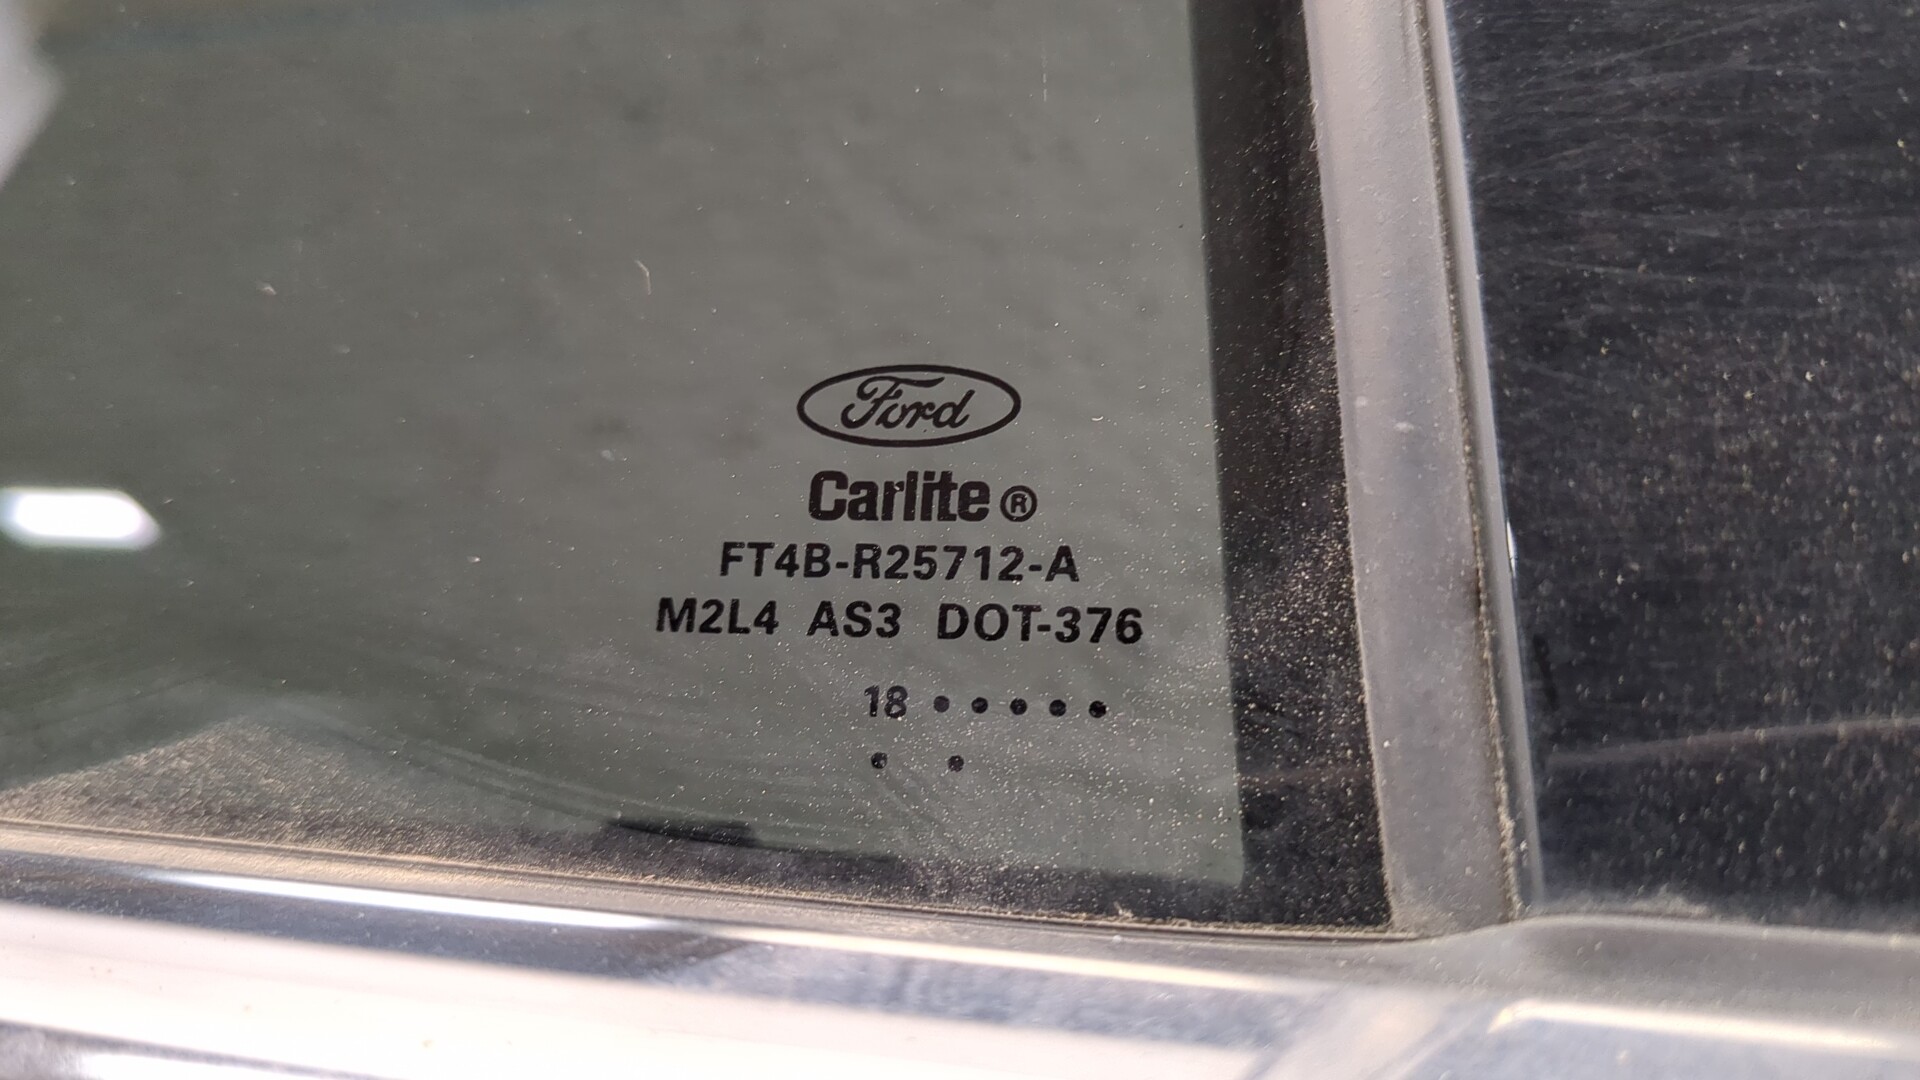 Ford
Carlite®
FT4B-R25712-A
M2L4 AS3 DOT-376
18 • • • • •
• •